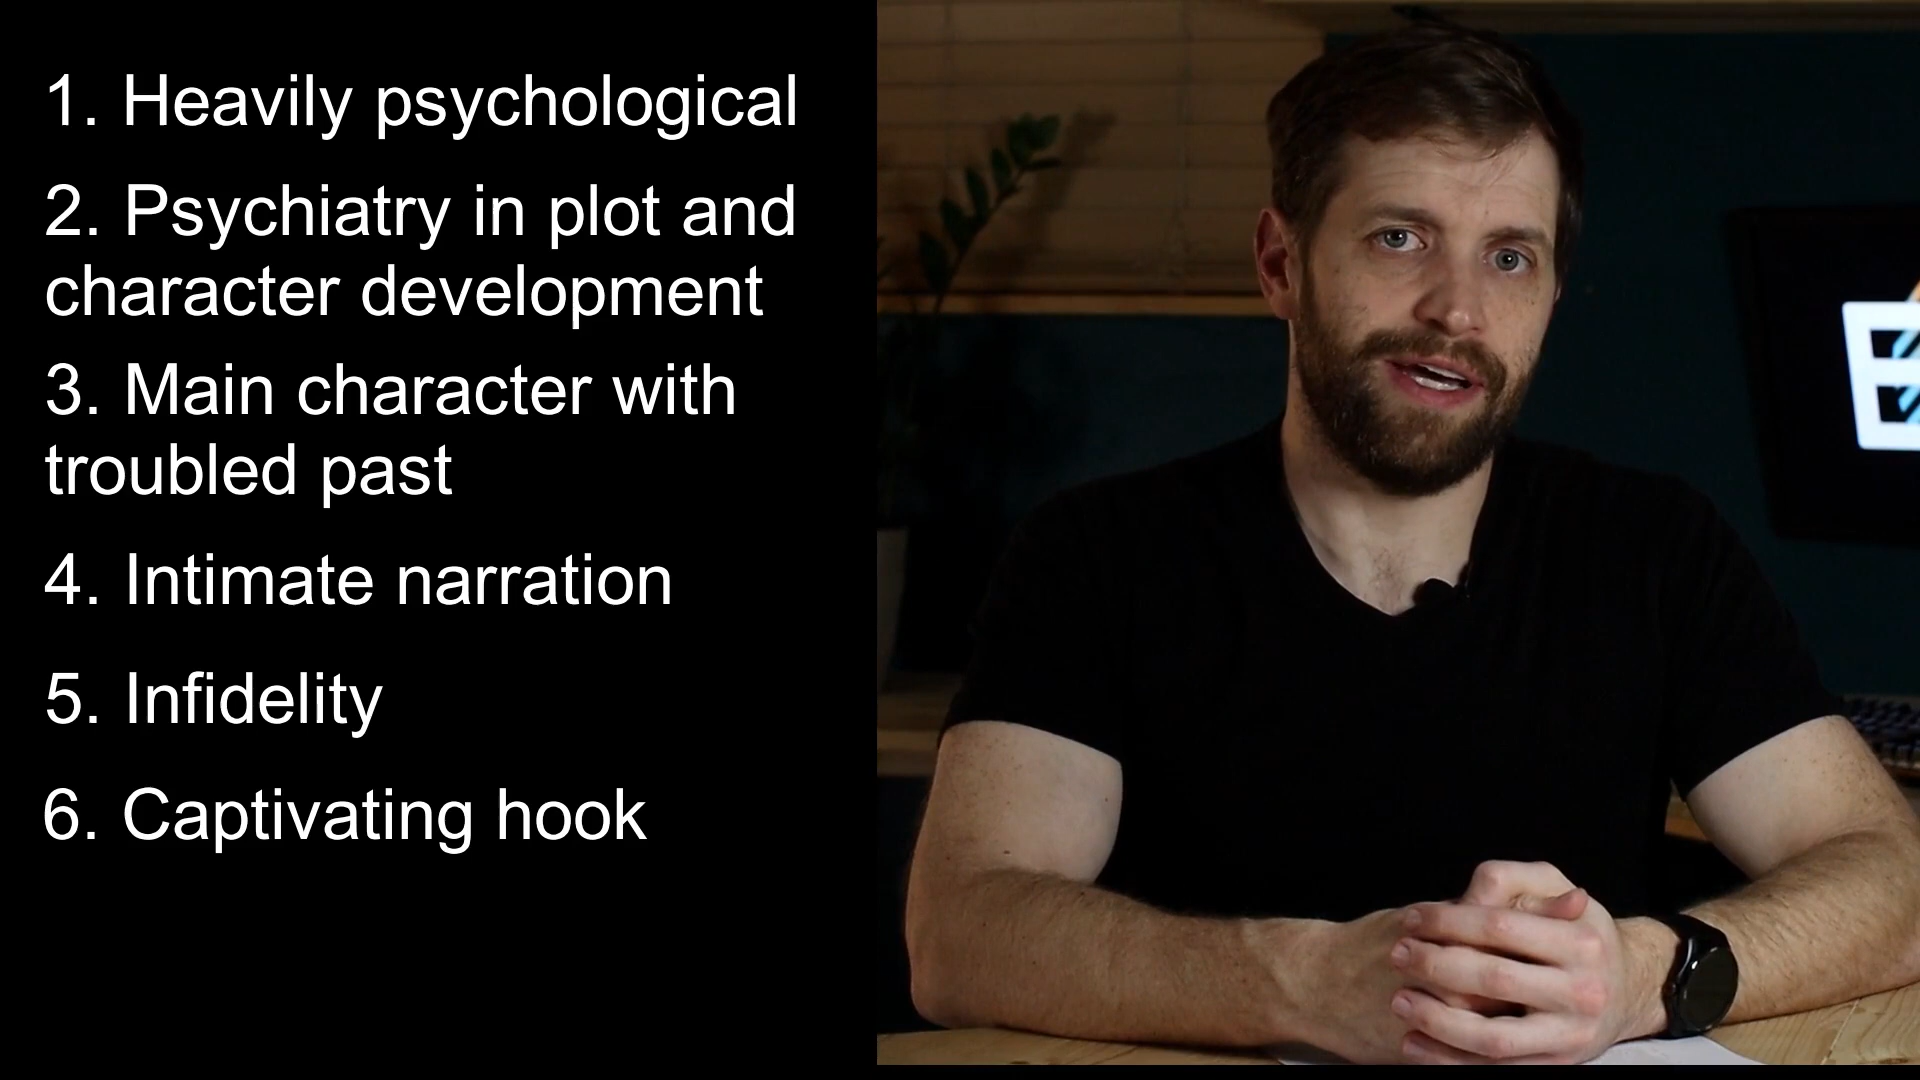 1. Heavily psychological
2. Psychiatry in plot and
character development
3. Main character with
troubled past
4. Intimate narration
5. Infidelity
6. Captivating hook